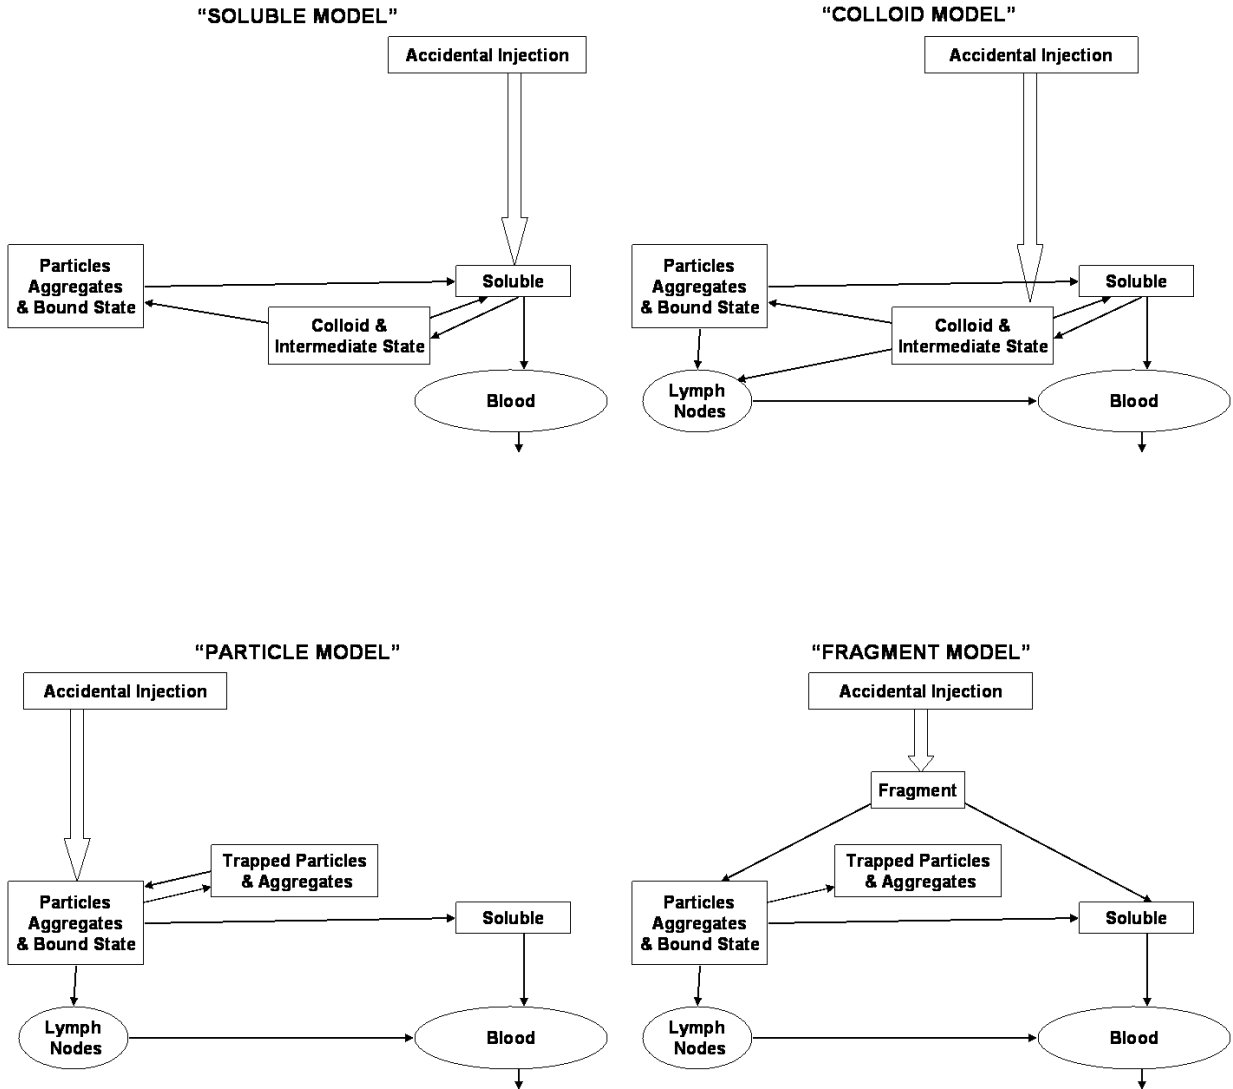 “SOLUBLE MODEL”
Accidental Injection
Particles
Aggregates
& Bound State
Soluble
Colloid &
Intermediate State
Blood
“COLLOID MODEL”
Accidental Injection
Particles
Aggregates
& Bound State
Soluble
Colloid &
Intermediate State
Lymph
Nodes
Blood
“PARTICLE MODEL”
Accidental Injection
Trapped Particles
& Aggregates
Particles
Aggregates
& Bound State
Soluble
Lymph
Nodes
Blood
“FRAGMENT MODEL”
Accidental Injection
Fragment
Trapped Particles
& Aggregates
Particles
Aggregates
& Bound State
Soluble
Lymph
Nodes
Blood